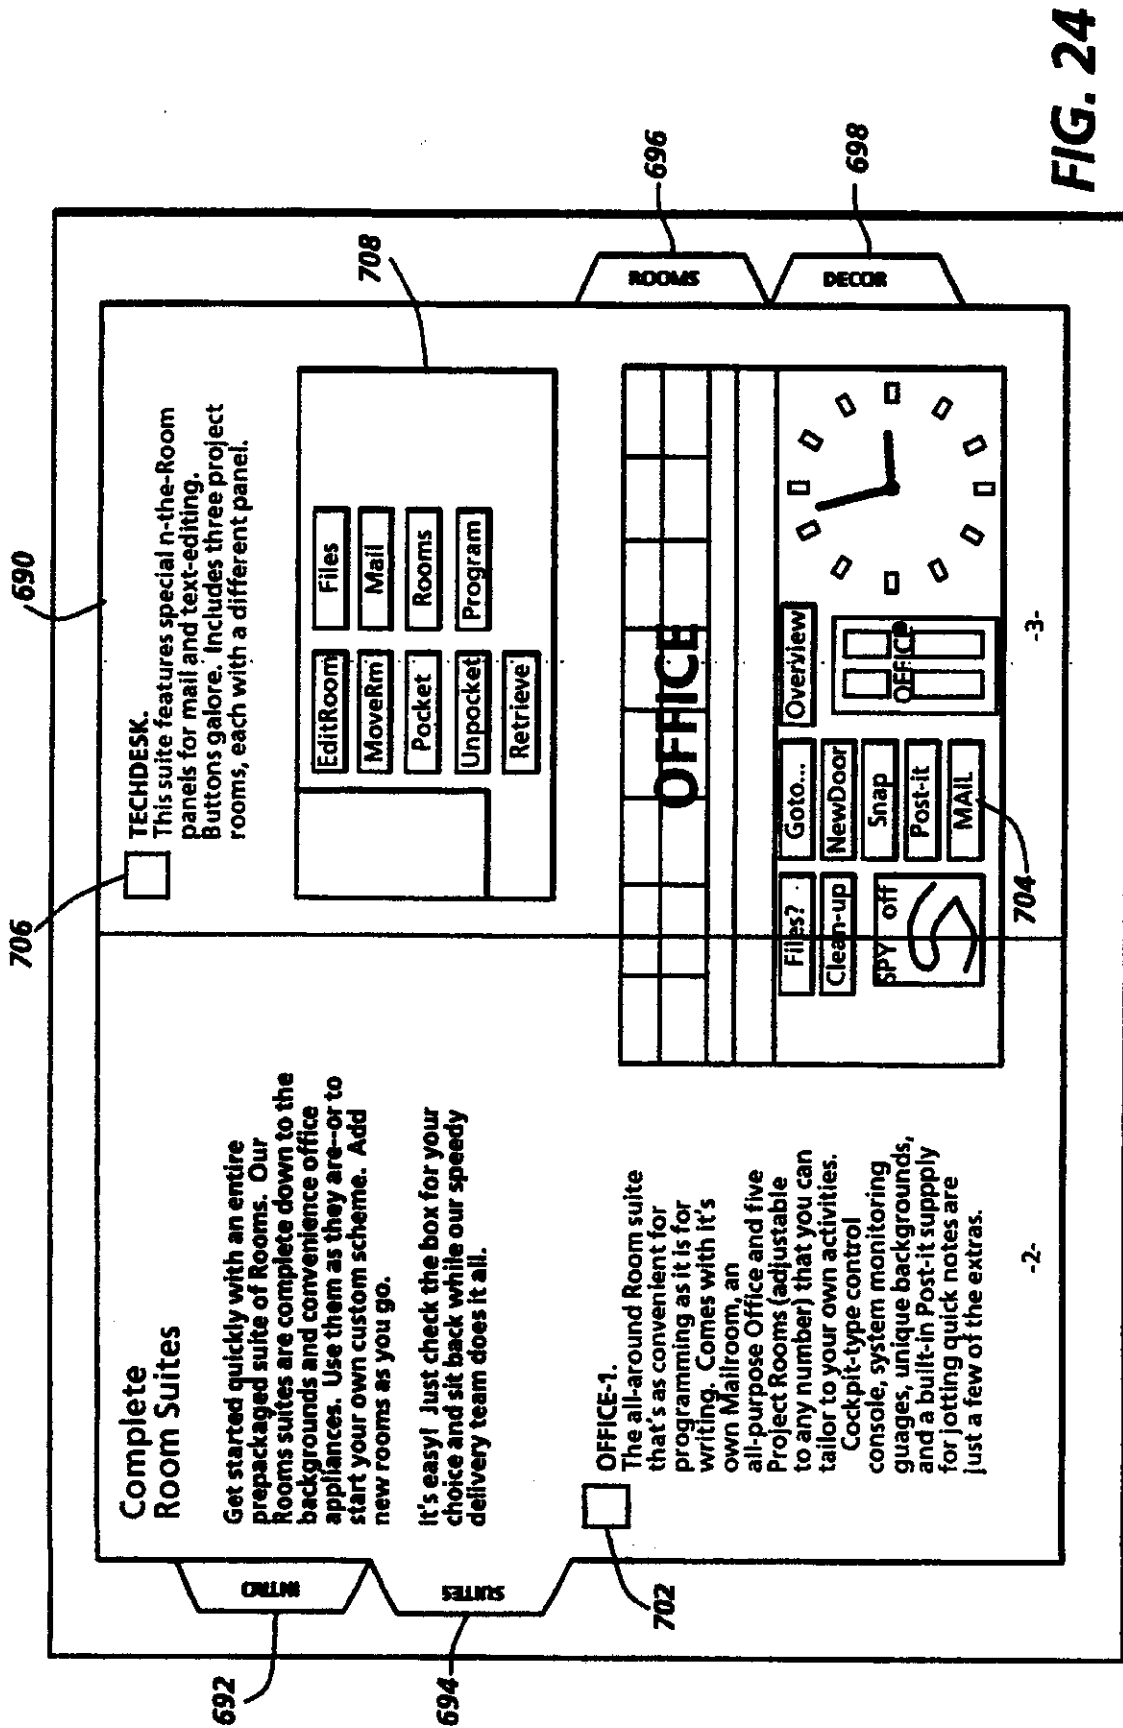 690
706
692
694
INTRO
SUITES
Complete
Room Suites
Get started quickly with an entire
prepackaged suite of Rooms. Our
Rooms suites are complete down to the
backgrounds and convenience office
appliances. Use them as they are--or to
start your own custom scheme. Add
new rooms as you go.
It's easy! Just check the box for your
choice and sit back while our speedy
delivery team does it all.
702
OFFICE-1.
The all-around Room suite
that's as convenient for
programming as it is for
writing. Comes with it's
own Mailroom, an
all-purpose Office and five
Project Rooms (adjustable
to any number) that you can
tailor to your own activities.
Cockpit-type control
console, system monitoring
guages, unique backgrounds,
and a built-in Post-it suppply
for jotting quick notes are
just a few of the extras.
-2-
TECHDESK.
This suite features special n-the-Room
panels for mail and text-editing.
Buttons galore. Includes three project
rooms, each with a different panel.
708
EditRoom Files
MoveRm Mail
Pocket Rooms
Unpocket Program
Retrieve
OFFICE
Files? Goto... Overview
Clean-up NewDoor
Snap
SPY off Post-it
MAIL
OFFICE
704
-3-
ROOMS
696
DECOR
698
FIG. 24